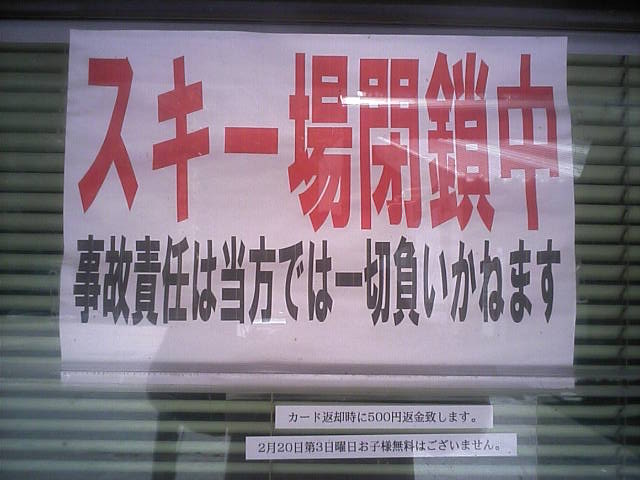 スキー場閉鎖中
事故責任は当方では一切負いかねます
カード返却時に500円返金致します。
2月20日第3日曜日お子様無料はございません。